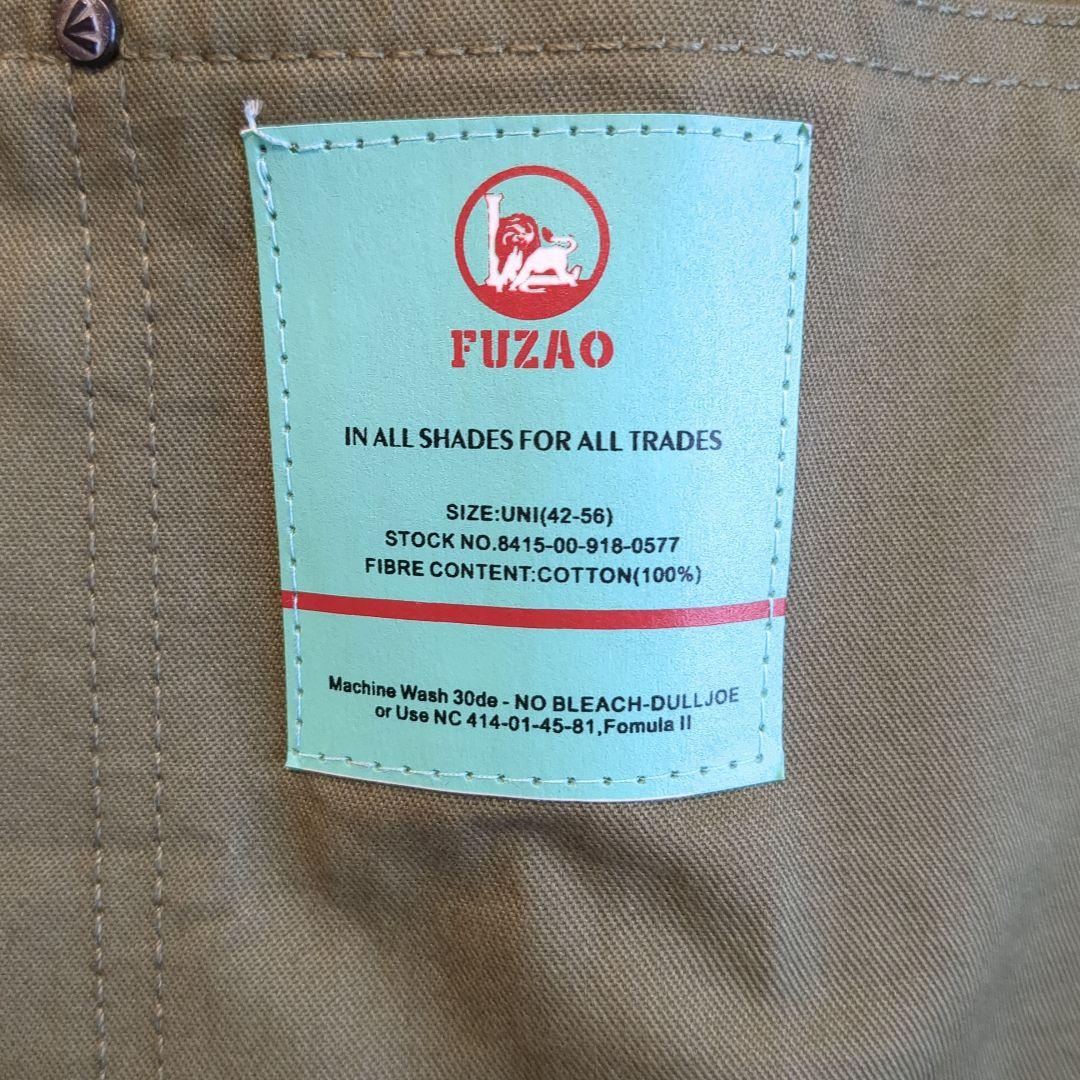 FUZAO
IN ALL SHADES FOR ALL TRADES
SIZE:UNI(42-56)
STOCK NO.8415-00-918-0577
FIBRE CONTENT:COTTON(100%)
Machine Wash 30de - NO BLEACH-DULLJOE
or Use NC 414-01-45-81,Fomula II